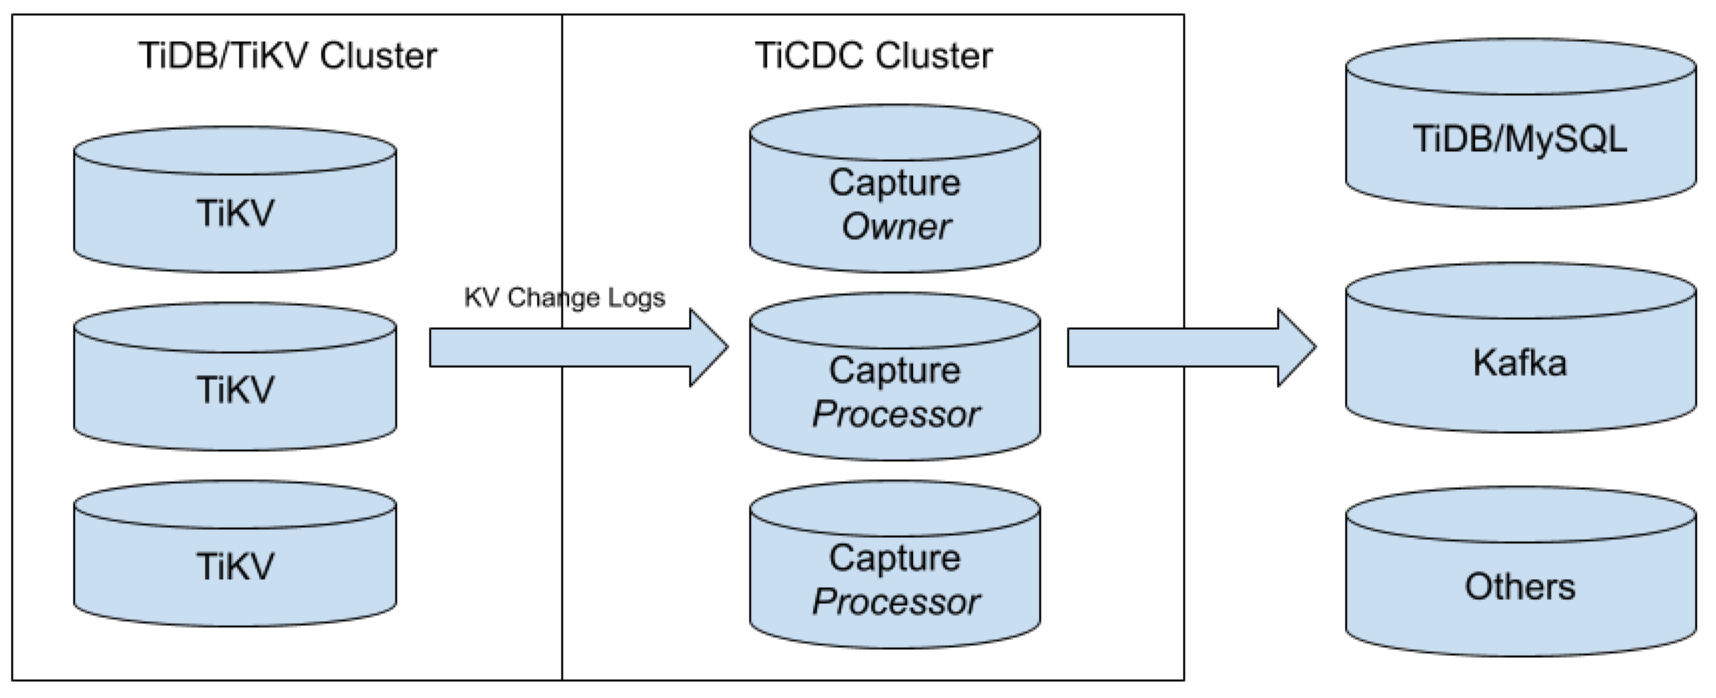 TiDB/TiKV Cluster
TiKV
TiKV
TiKV
KV Change Logs
TiCDC Cluster
Capture
Owner
Capture
Processor
Capture
Processor
TiDB/MySQL
Kafka
Others